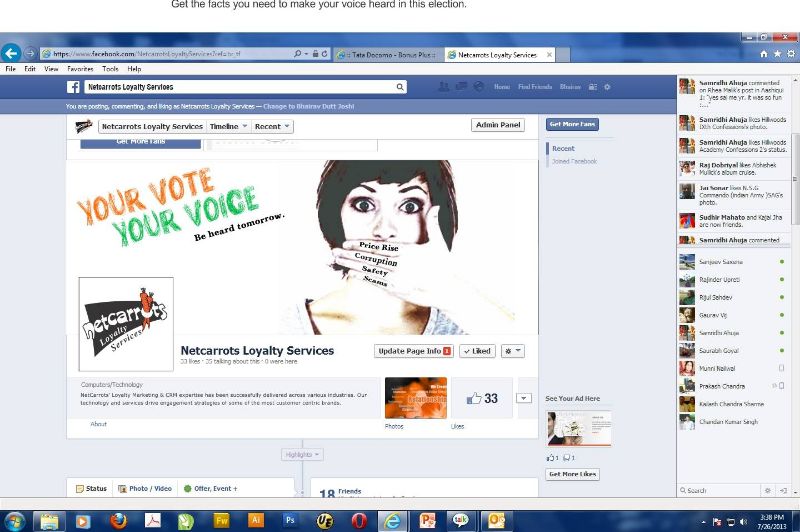 Get the facts you need to make your voice heard in this election.
https://www.facebook.com/NetcarrotsLoyaltyServices?ref=br_tf
:: Tata Docomo - Bonus Plus ::
Netcarrots Loyalty Services
File Edit View Favorites Tools Help
Netcarrots Loyalty Services
Home Find Friends Bhairav
You are posting, commenting, and liking as Netcarrots Loyalty Services — Change to Bhairav Dutt Joshi
Netcarrots Loyalty Services Timeline Recent
Admin Panel
Get More Fans
Get More Fans
Recent
Joined Facebook
YOUR VOTE
YOUR VOICE
Be heard tomorrow.
Price Rise
Corruption
Safety
Scams
netcarrots
Loyalty
Services
Netcarrots Loyalty Services
33 likes · 35 talking about this · 0 were here
Update Page Info 3
Liked
Computers/Technology
NetCarrots' Loyalty Marketing & CRM expertise has been successfully delivered across various industries. Our
technology and services drive engagement strategies of some of the most customer centric brands.
About
Photos
33
Likes
See Your Ad Here
1 1
Get More Likes
Highlights
Status Photo / Video Offer, Event +
18 Friends
Samridhi Ahuja commented
on Rhea Malik's post in Aashiqui
2: "yes sai me yr. it was so fun
:..."
Samridhi Ahuja likes Hillwoods
Confessions's photo.
Samridhi Ahuja likes Hillwoods
Academy Confessions 2's status.
Raj Dobriyal likes Abhishek
Mullick's album cruise.
Jai Sonar likes N.S.G
Commando (Indian Army )SAG's
photo.
Sudhir Mahato and Kajal Jha
are now friends.
Samridhi Ahuja commented
Sanjeev Saxena
Rajinder Upreti
Rijul Sahdev
Gaurav Vij
Samridhi Ahuja
Saurabh Goyal
Munni Nailwal
Prakash Chandra
Kailash Chandra Sharma
Chandan Kumar Singh
Search
Fw Ai Ps talk
3:38 PM
7/26/2013